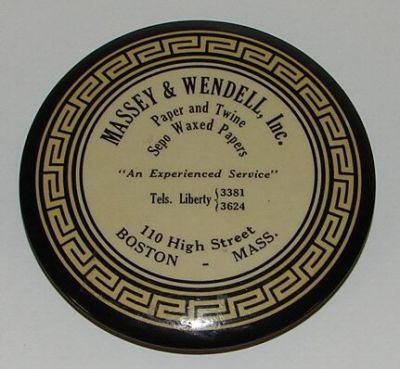 MASSEY & WENDELL, Inc.
Paper and Twine
Sepo Waxed Papers
"An Experienced Service"
Tels. Liberty { 3381
3624
110 High Street
BOSTON - MASS.